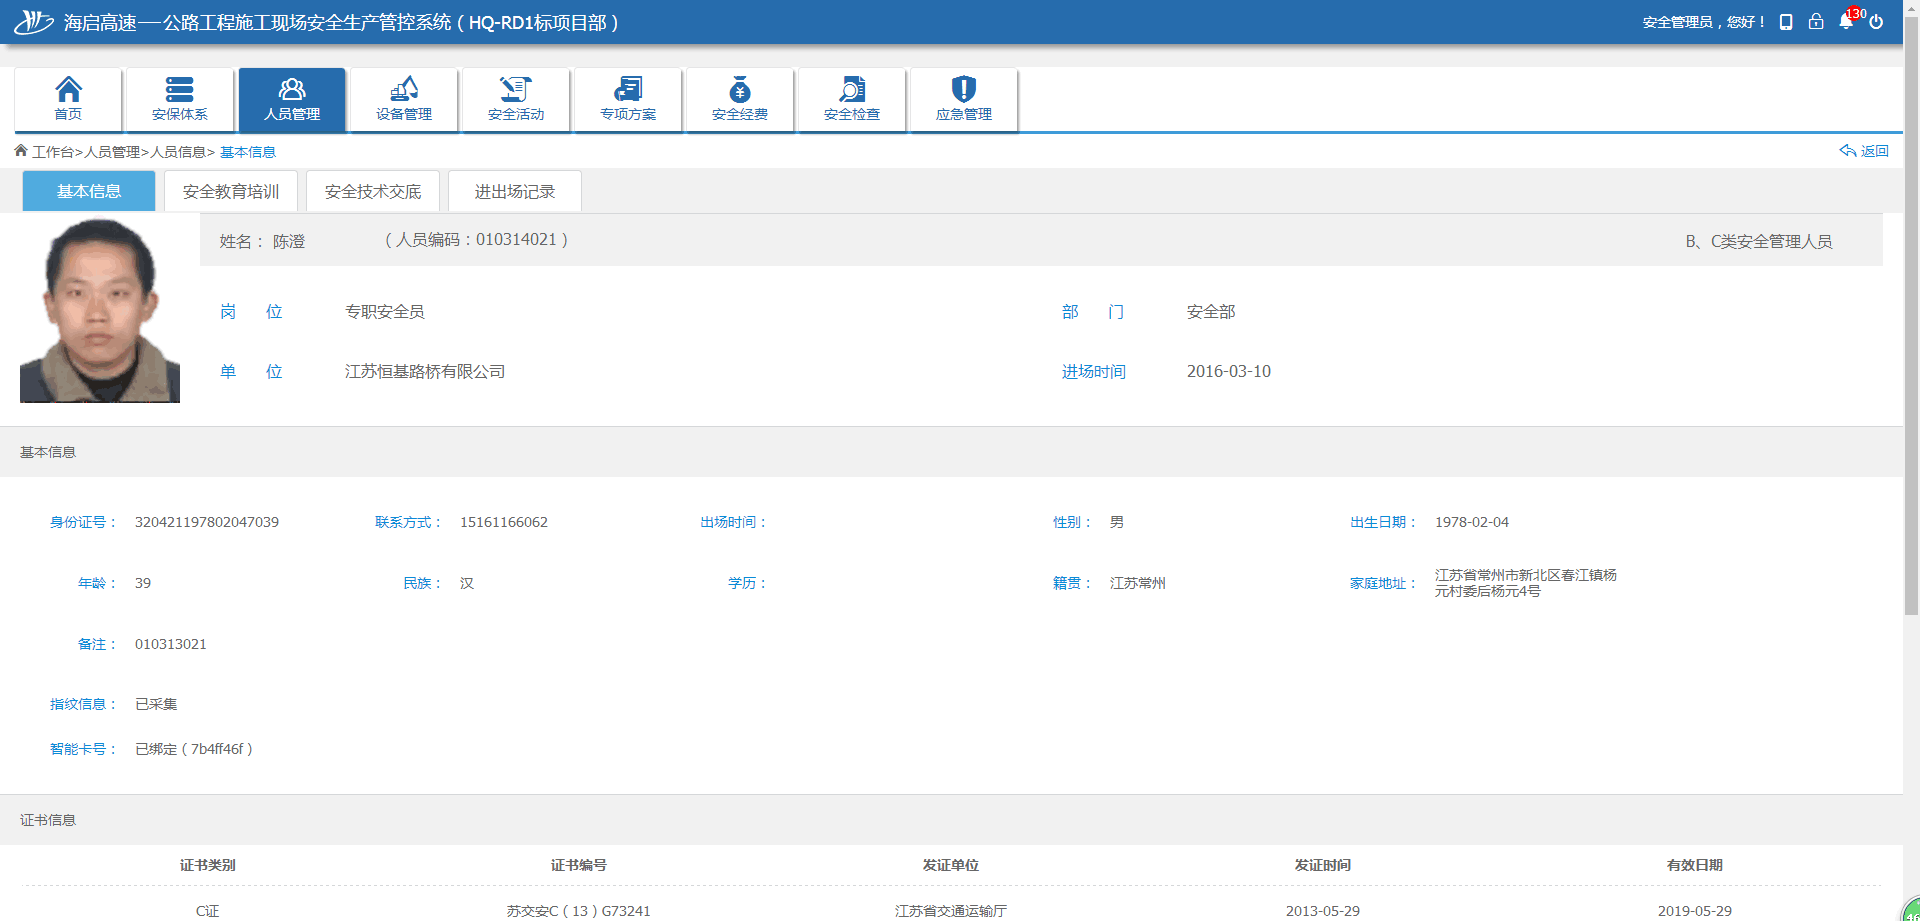 海启高速—公路工程施工现场安全生产管控系统（HQ-RD1标项目部）
安全管理员，您好！ 130
首页 安保体系 人员管理 设备管理 安全活动 专项方案 安全经费 安全检查 应急管理
工作台>人员管理>人员信息> 基本信息 返回
基本信息 安全教育培训 安全技术交底 进出场记录
姓名： 陈澄 （人员编码：010314021） B、C类安全管理人员
岗 位 专职安全员 部 门 安全部
单 位 江苏恒基路桥有限公司 进场时间 2016-03-10
基本信息
身份证号： 320421197802047039 联系方式： 15161166062 出场时间： 性别： 男 出生日期： 1978-02-04
年龄： 39 民族： 汉 学历： 籍贯： 江苏常州 家庭地址： 江苏省常州市新北区春江镇杨
元村委后杨元4号
备注： 010313021
指纹信息： 已采集
智能卡号： 已绑定（7b4ff46f）
证书信息
证书类别 证书编号 发证单位 发证时间 有效日期
C证 苏交安C（13）G73241 江苏省交通运输厅 2013-05-29 2019-05-29